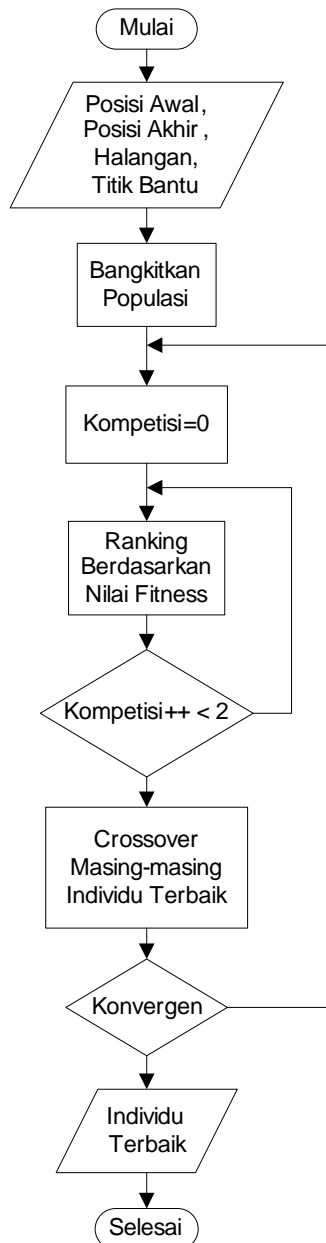 Mulai
Posisi Awal,
Posisi Akhir ,
Halangan,
Titik Bantu
Bangkitkan
Populasi
Kompetisi=0
Ranking
Berdasarkan
Nilai Fitness
Kompetisi++ < 2
Crossover
Masing-masing
Individu Terbaik
Konvergen
Individu
Terbaik
Selesai